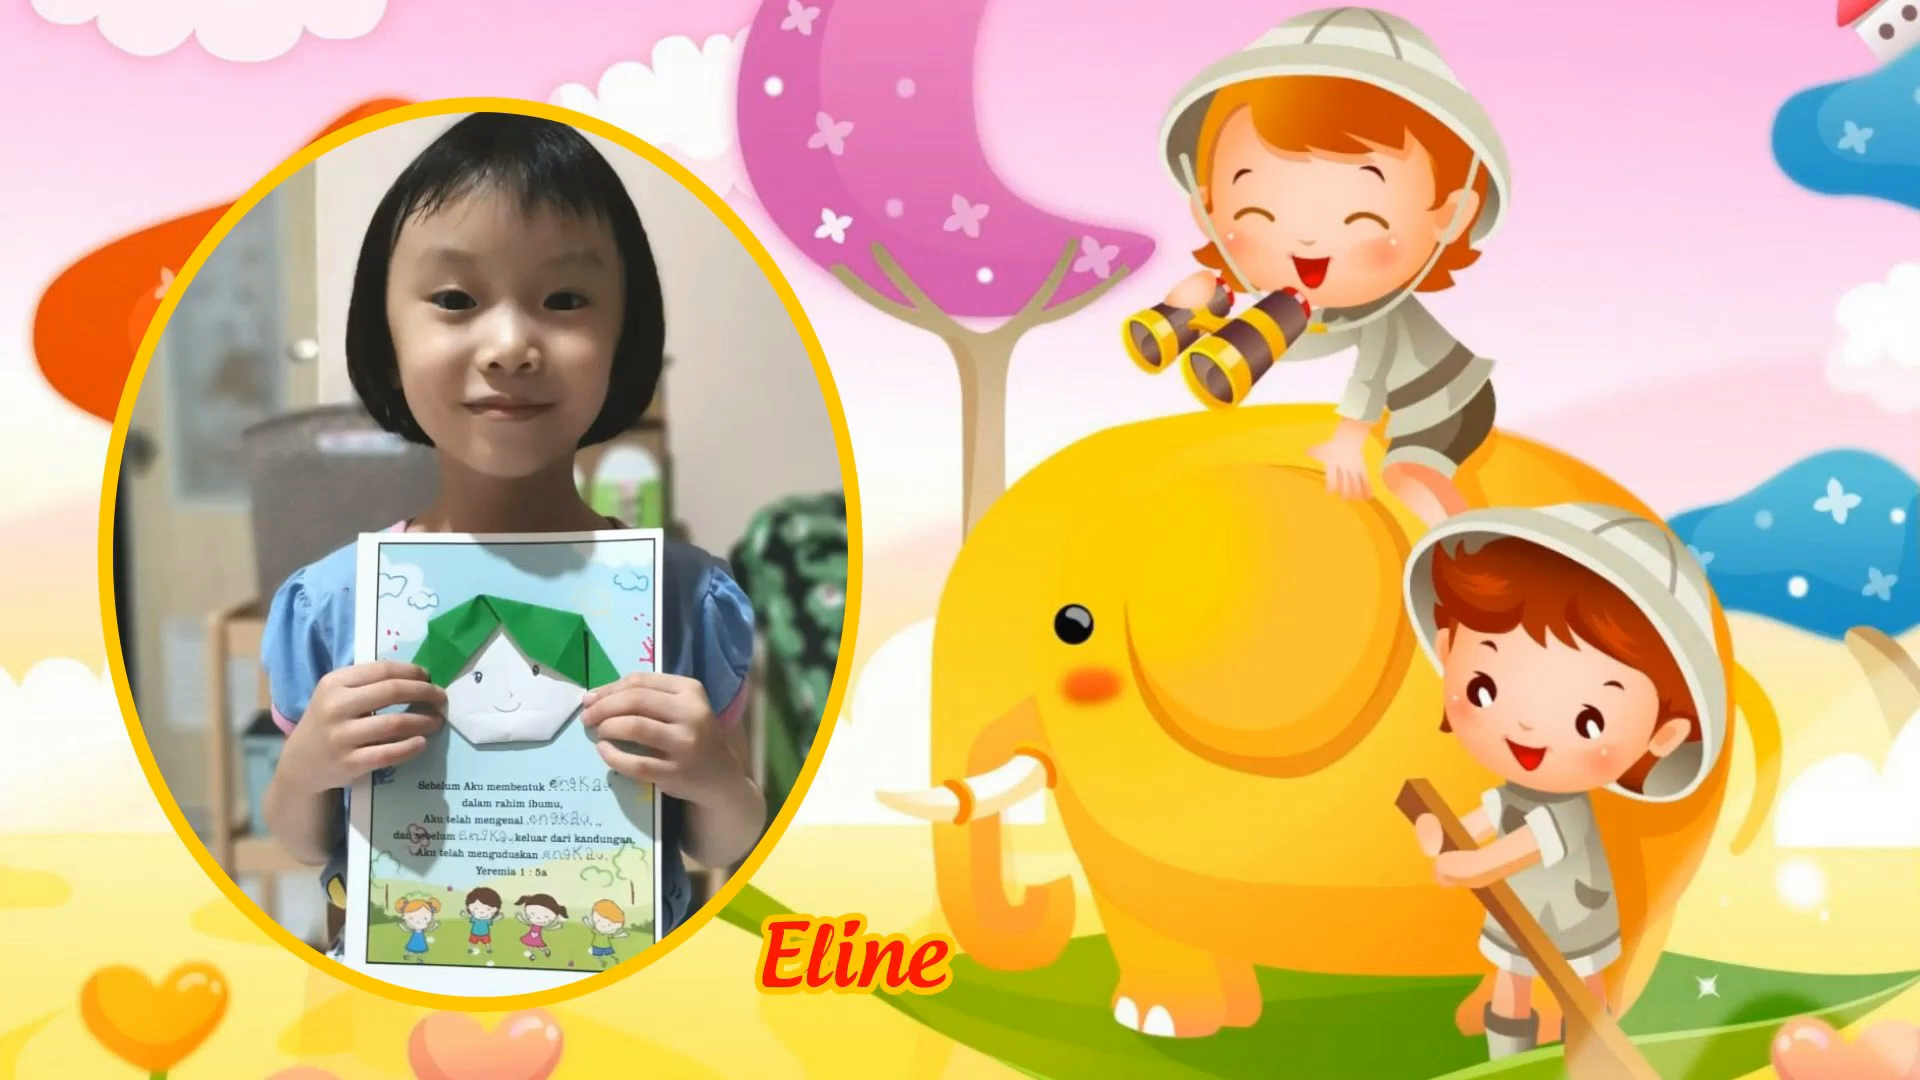 Sebelum Aku membentuk engkau
dalam rahim ibumu,
Aku telah mengenal engkau,
dan sebelum engkau keluar dari kandungan,
Aku telah menguduskan engkau.
Yeremia 1 : 5a
Eline